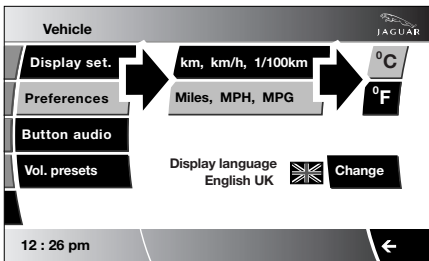 Vehicle
JAGUAR
Display set.
km, km/h, 1/100km
°C
Preferences
Miles, MPH, MPG
°F
Button audio
Vol. presets
Display language
English UK
Change
12 : 26 pm